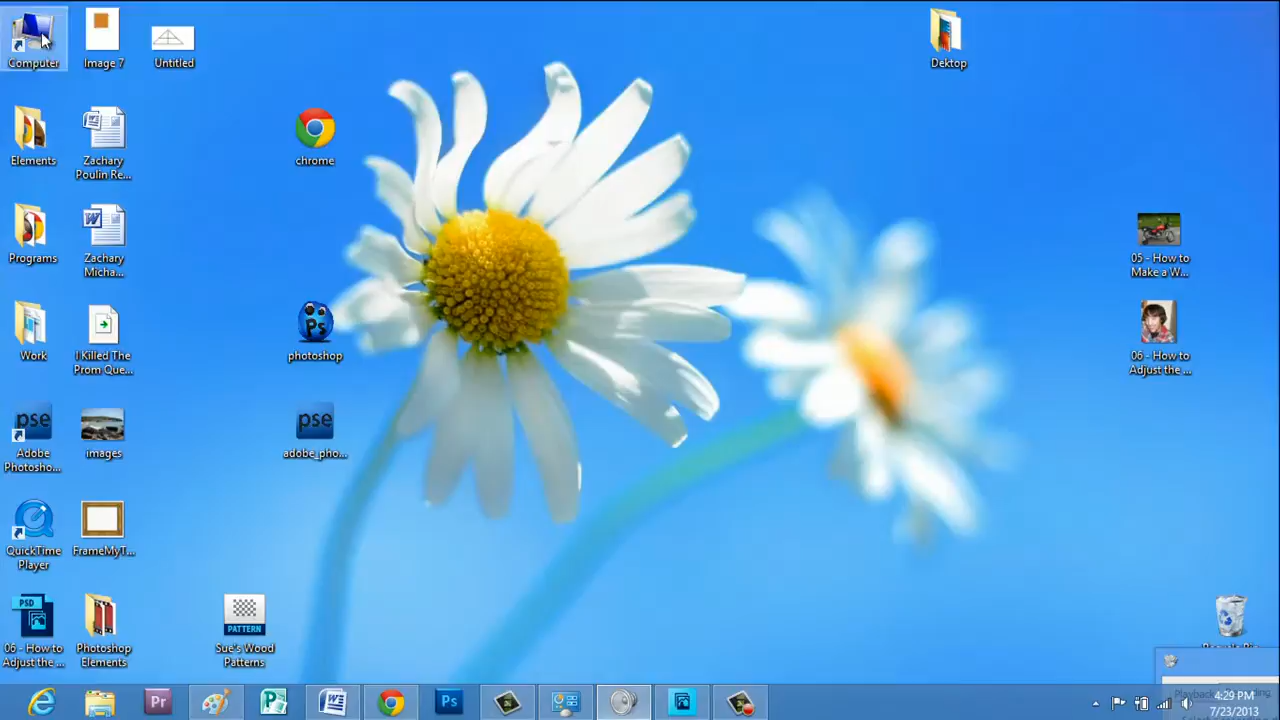 Computer
Image 7
Untitled
Dektop
Elements
Zachary
Poulin Re...
chrome
Programs
Zachary
Micha...
05 - How to
Make a W...
Work
I Killed The
Prom Que...
Ps
photoshop
06 - How to
Adjust the ...
pse
Adobe
Photosho...
images
pse
adobe_pho...
QuickTime
Player
FrameMyT...
PSD
06 - How to
Adjust the ...
Photoshop
Elements
PATTERN
Sue's Wood
Patterns
Pr
Ps
4:29 PM
7/23/2013